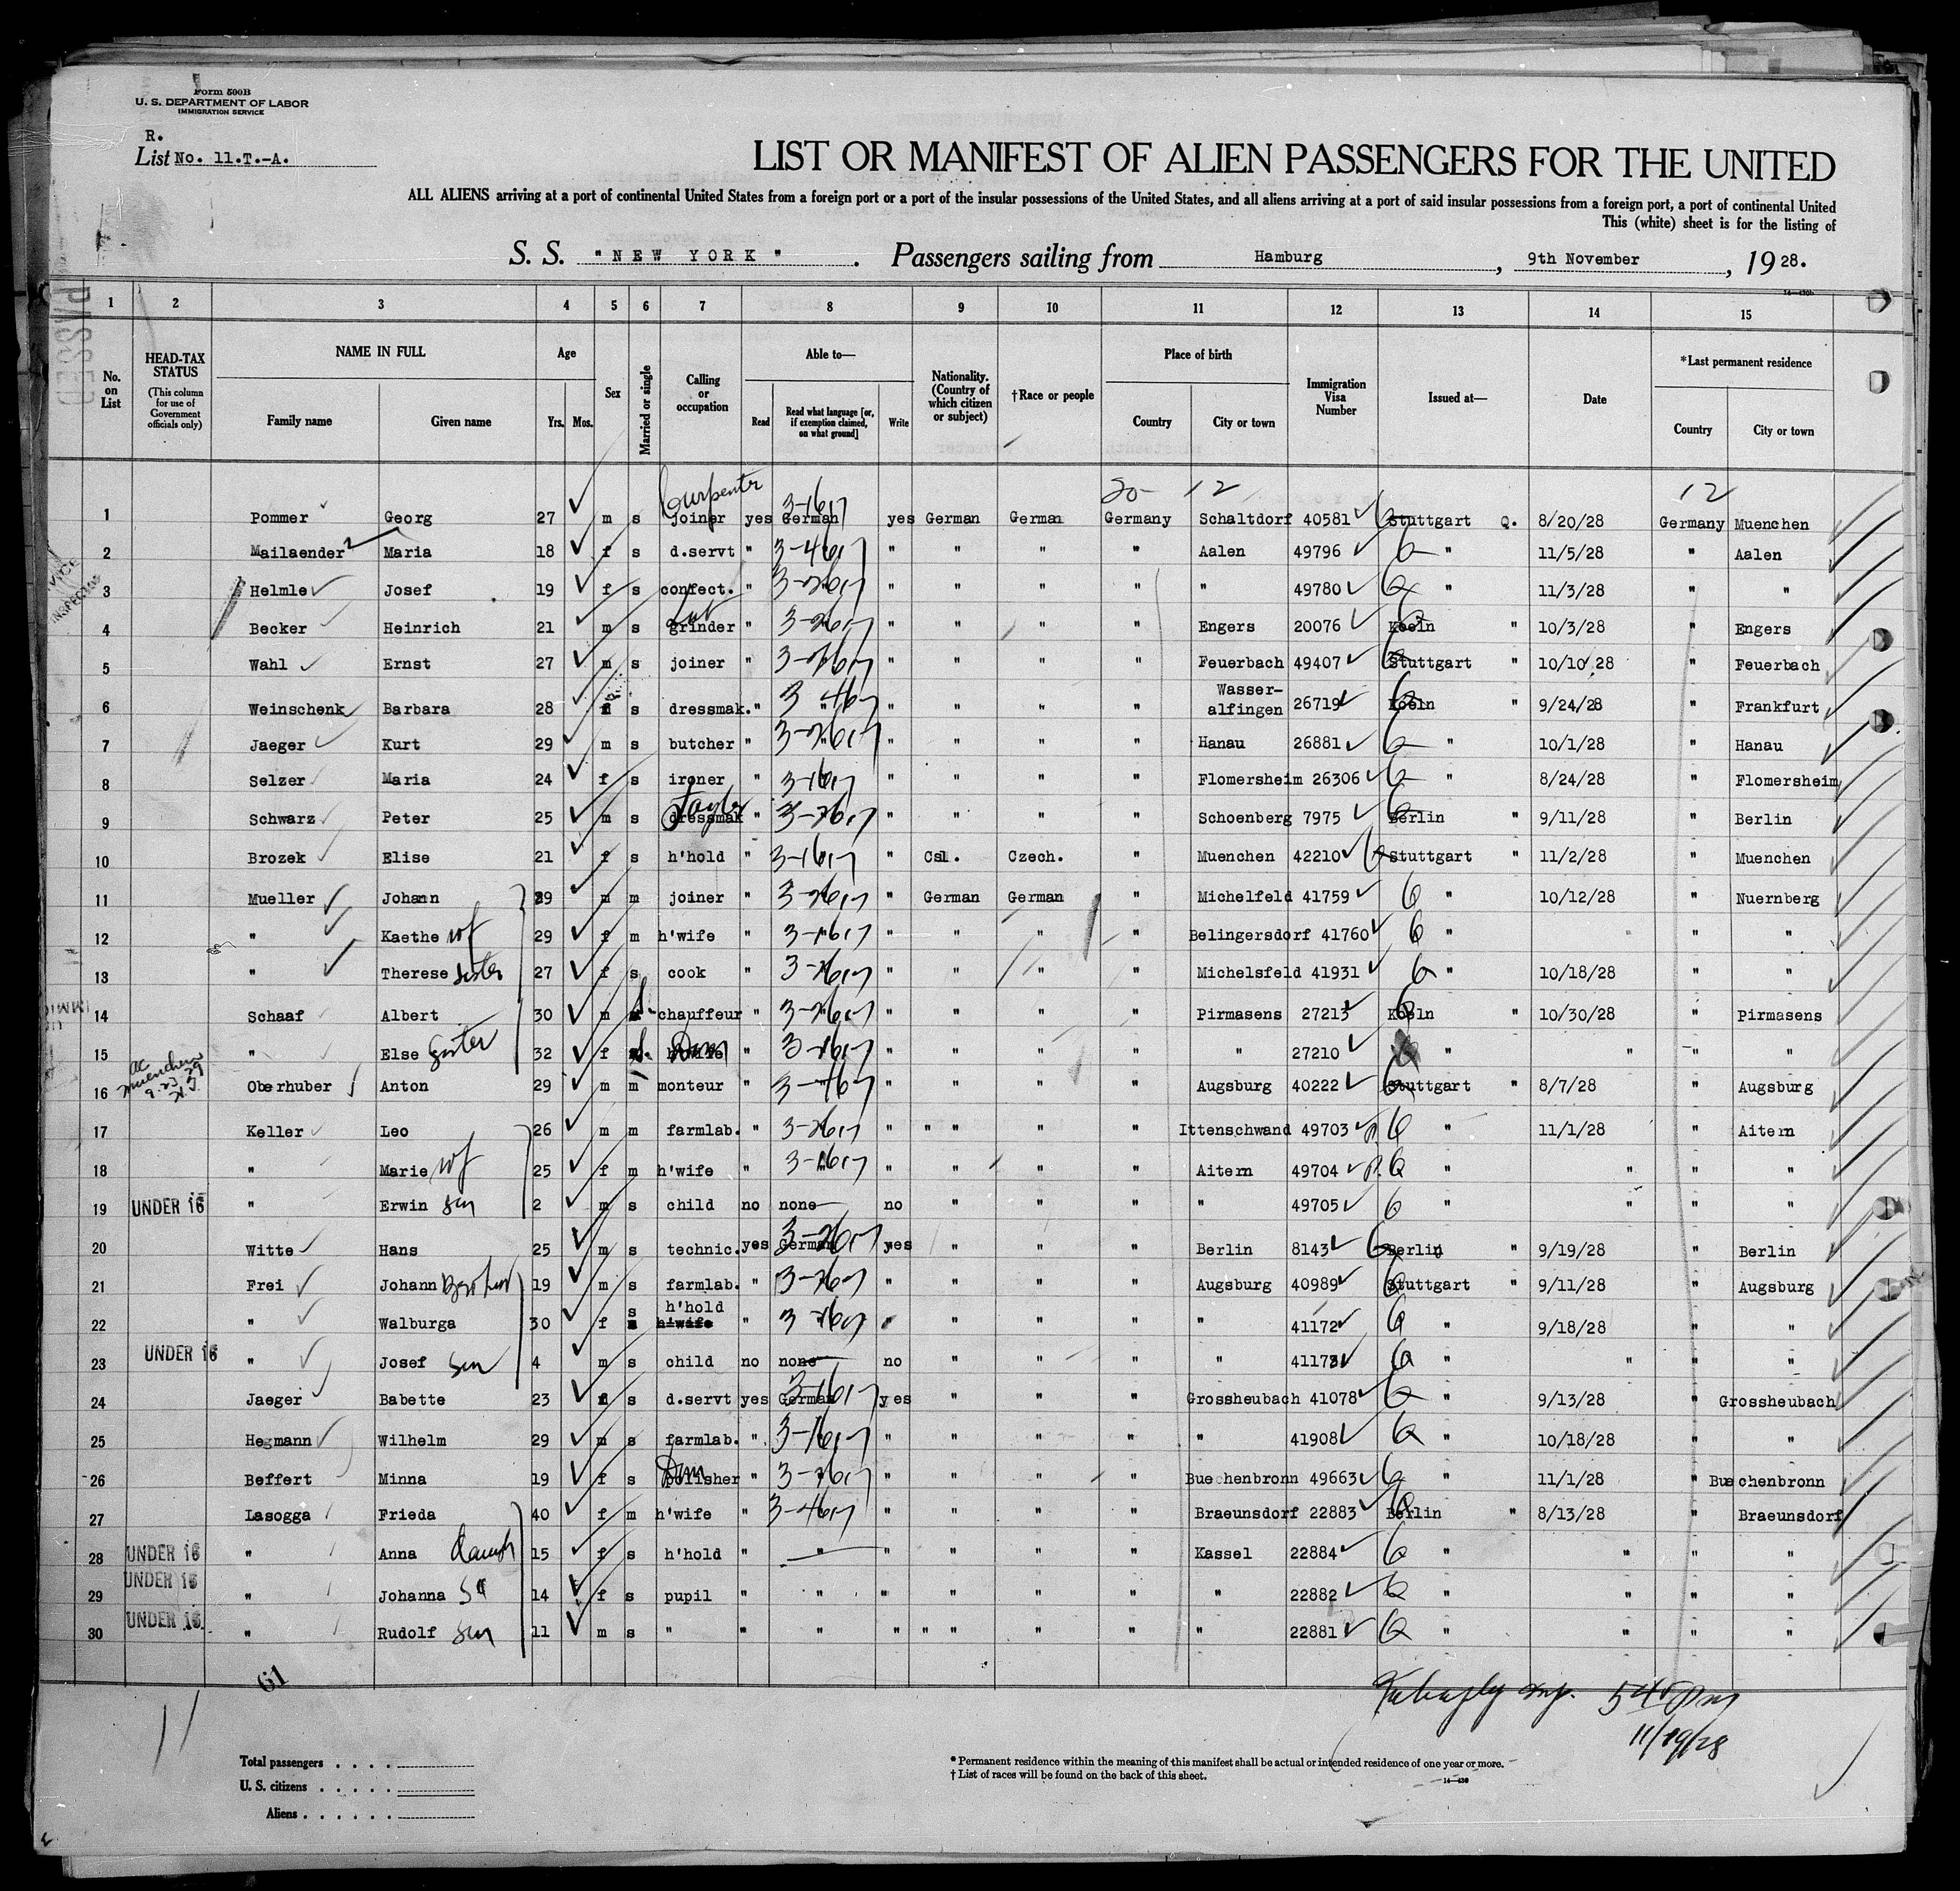 Form 500B
U. S. DEPARTMENT OF LABOR
IMMIGRATION SERVICE
R.
List No. 11.T.-A.
LIST OR MANIFEST OF ALIEN PASSENGERS FOR THE UNITED
ALL ALIENS arriving at a port of continental United States from a foreign port or a port of the insular possessions of the United States, and all aliens arriving at a port of said insular possessions from a foreign port, a port of continental United
This (white) sheet is for the listing of
S. S. "NEW YORK". Passengers sailing from Hamburg, 9th November, 1928.
PASSED
1 2 3 4 5 6 7 8 9 10 11 12 13 14 15
No. on List
HEAD-TAX STATUS (This column for use of Government officials only)
NAME IN FULL
Family name Given name
Age Yrs. Mos.
Sex
Married or single
Calling or occupation
Able to—
Read Read what language [or, if exemption claimed, on what ground] Write
Nationality. (Country of which citizen or subject)
†Race or people
Place of birth
Country City or town
Immigration Visa Number
Issued at—
Date
*Last permanent residence
Country City or town
Carpenter 20- 12 12
1 Pommer Georg 27 m s joiner yes German yes German German Germany Schaltdorf 40581 Stuttgart Q. 8/20/28 Germany Muenchen
2 Mailaender Maria 18 f s d.servt " " " " " Aalen 49796 " 11/5/28 " Aalen
3 Helmle Josef 19 f s confect. " " " " " " 49780 " 11/3/28 " "
4 Becker Heinrich 21 m s grinder " " " " " Engers 20076 Koeln " 10/3/28 " Engers
5 Wahl Ernst 27 m s joiner " " " " " Feuerbach 49407 Stuttgart " 10/10/28 " Feuerbach
6 Weinschenk Barbara 28 f s dressmak. " " " " " Wasser-alfingen 26719 Koeln " 9/24/28 " Frankfurt
7 Jaeger Kurt 29 m s butcher " " " " " Hanau 26881 " 10/1/28 " Hanau
8 Selzer Maria 24 f s ironer " " " " " Flomersheim 26306 " 8/24/28 " Flomersheim
9 Schwarz Peter 25 m s dressmak " " " " " Schoenberg 7975 Berlin " 9/11/28 " Berlin
10 Brozek Elise 21 f s h'hold " " Csl. Czech. " Muenchen 42210 Stuttgart " 11/2/28 " Muenchen
11 Mueller Johann 39 m m joiner " " German German " Michelfeld 41759 " 10/12/28 " Nuernberg
12 " Kaethe wf 29 f m h'wife " " " " " Belingersdorf 41760 " " " "
13 " Therese sister 27 f s cook " " " " " Michelsfeld 41931 " 10/18/28 " "
14 Schaaf Albert 30 m s chauffeur " " " " " Pirmasens 27213 Koeln " 10/30/28 " Pirmasens
15 " Else sister 32 f s. Dom " " " " " " 27210 " " " "
16 Oberhuber Anton 29 m m monteur " " " " " Augsburg 40222 Stuttgart " 8/7/28 " Augsburg
17 Keller Leo 26 m m farmlab. " " " " " Ittenschwand 49703 " 11/1/28 " Aitern
18 " Marie wf 25 f m h'wife " " " " " Aitern 49704 " " " "
19 UNDER 16 " Erwin son 2 m s child no none no " " " " 49705 " " " "
20 Witte Hans 25 m s technic. yes German yes " " " Berlin 8143 Berlin " 9/19/28 " Berlin
21 Frei Johann Brother 19 m s farmlab. " " " " Augsburg 40989 Stuttgart " 9/11/28 " Augsburg
22 " Walburga 30 f s h'hold h'wife " " " " " " 41172 " 9/18/28 " "
23 UNDER 16 " Josef son 4 m s child no none no " " " " 41173 " " " "
24 Jaeger Babette 23 f s d.servt yes German yes " " " Grossheubach 41078 " 9/13/28 " Grossheubach
25 Hegmann Wilhelm 29 m s farmlab. " " " " " " 41908 " 10/18/28 " "
26 Beffert Minna 19 f s polisher " " " " " Buechenbronn 49663 " 11/1/28 " Buechenbronn
27 Lasogga Frieda 40 f m h'wife " " " " " Braeunsdorf 22883 Berlin " 8/13/28 " Braeunsdorf
28 UNDER 16 " Anna daugh 15 f s h'hold " " " " " " Kassel 22884 " " " "
29 UNDER 16 " Johanna 14 f s pupil " " " " " " " 22882 " " " "
30 UNDER 16 " Rudolf son 11 m s " " " " " " " " 22881 " " " "
61
11
11/19/28
Total passengers
U. S. citizens
Aliens
* Permanent residence within the meaning of this manifest shall be actual or intended residence of one year or more.
† List of races will be found on the back of this sheet.
14—430